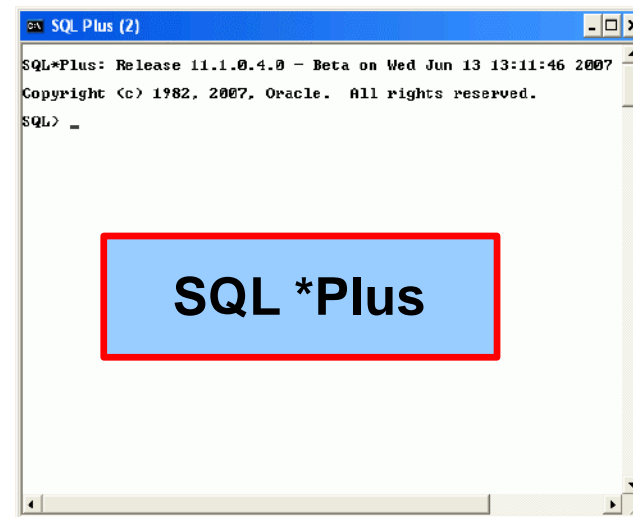 SQL Plus (2)
SQL*Plus: Release 11.1.0.4.0 - Beta on Wed Jun 13 13:11:46 2007
Copyright (c) 1982, 2007, Oracle.  All rights reserved.
SQL> _
SQL *Plus